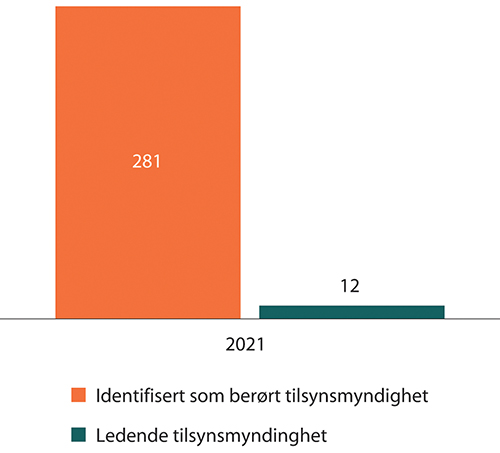 281
12
2021
Identifisert som berørt tilsynsmyndighet
Ledende tilsynsmyndinghet